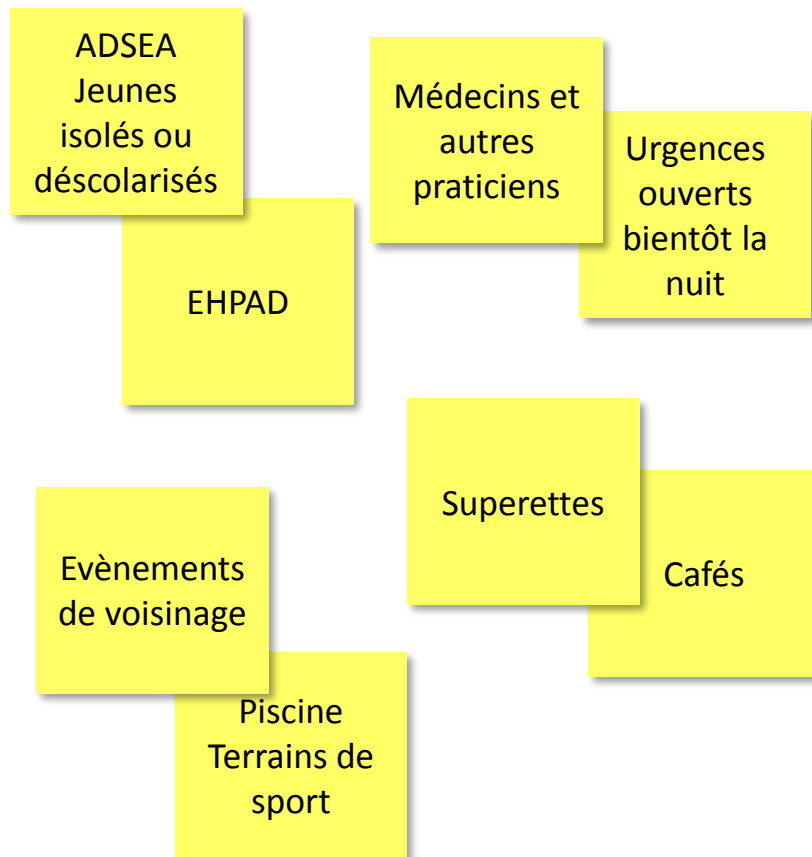 ADSEA
Jeunes
isolés ou
déscolarisés
EHPAD
Médecins et
autres
praticiens
Urgences
ouverts
bientôt la
nuit
Superettes
Cafés
Evènements
de voisinage
Piscine
Terrains de
sport